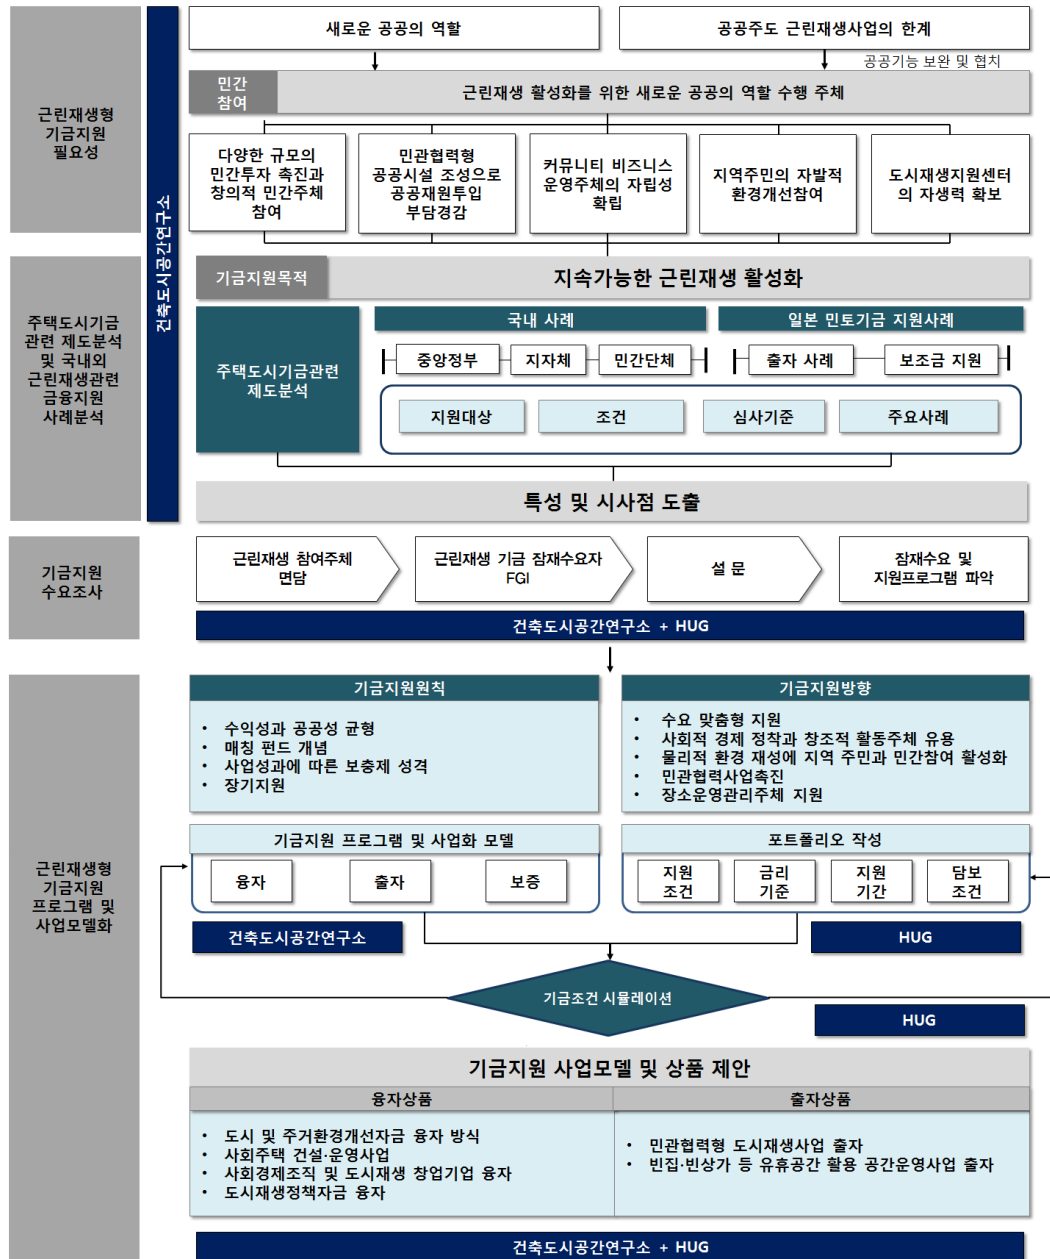 새로운 공공의 역할
공공주도 근린재생사업의 한계
공공기능 보완 및 협치
근린재생형
기금지원
필요성
건축도시공간연구소
민간
참여
근린재생 활성화를 위한 새로운 공공의 역할 수행 주체
다양한 규모의
민간투자 촉진과
창의적 민간주체
참여
민관협력형
공공시설 조성으로
공공재원투입
부담경감
커뮤니티 비즈니스
운영주체의 자립성
확립
지역주민의 자발적
환경개선참여
도시재생지원센터
의 자생력 확보
주택도시기금
관련 제도분석
및 국내외
근린재생관련
금융지원
사례분석
기금지원목적
지속가능한 근린재생 활성화
주택도시기금관련
제도분석
국내 사례
일본 민토기금 지원사례
중앙정부
지자체
민간단체
출자 사례
보조금 지원
지원대상
조건
심사기준
주요사례
특성 및 시사점 도출
기금지원
수요조사
근린재생 참여주체
면담
근린재생 기금 잠재수요자
FGI
설 문
잠재수요 및
지원프로그램 파악
건축도시공간연구소 + HUG
근린재생형
기금지원
프로그램 및
사업모델화
기금지원원칙
• 수익성과 공공성 균형
• 매칭 펀드 개념
• 사업성과에 따른 보충제 성격
• 장기지원
기금지원방향
• 수요 맞춤형 지원
• 사회적 경제 정착과 창조적 활동주체 유용
• 물리적 환경 재성에 지역 주민과 민간참여 활성화
• 민관협력사업촉진
• 장소운영관리주체 지원
기금지원 프로그램 및 사업화 모델
융자
출자
보증
포트폴리오 작성
지원
조건
금리
기준
지원
기간
담보
조건
건축도시공간연구소
HUG
기금조건 시뮬레이션
HUG
기금지원 사업모델 및 상품 제안
융자상품
출자상품
• 도시 및 주거환경개선자금 융자 방식
• 사회주택 건설·운영사업
• 사회경제조직 및 도시재생 창업기업 융자
• 도시재생정책자금 융자
• 민관협력형 도시재생사업 출자
• 빈집·빈상가 등 유휴공간 활용 공간운영사업 출자
건축도시공간연구소 + HUG